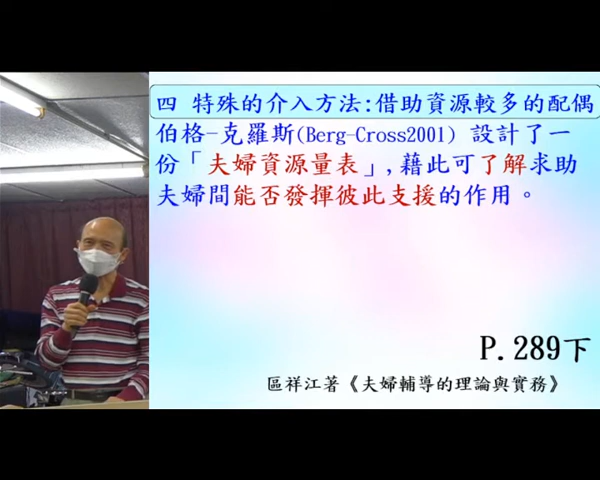 四 特殊的介入方法:借助資源較多的配偶
伯格-克羅斯(Berg-Cross2001) 設計了一
份「夫婦資源量表」,藉此可了解求助
夫婦間能否發揮彼此支援的作用。
P.289下
區祥江著《夫婦輔導的理論與實務》